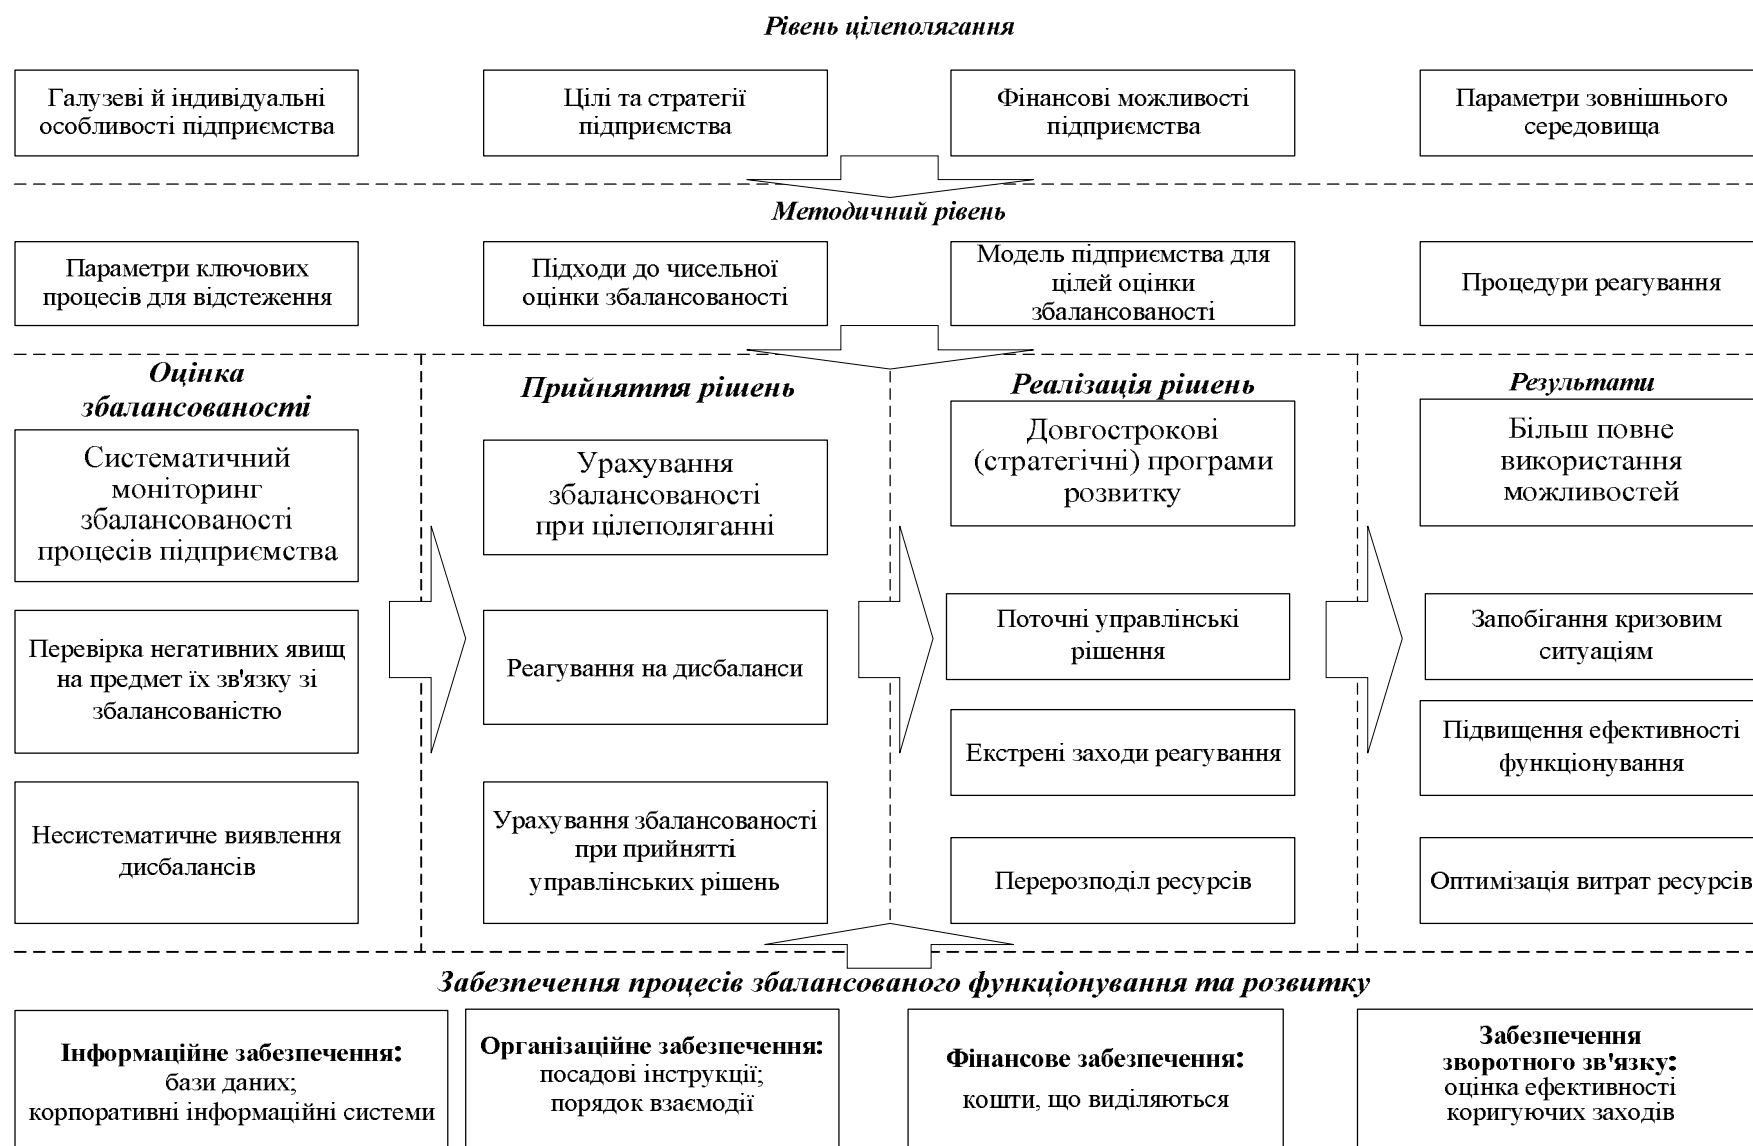 Рівень цілеполягання
Галузеві й індивідуальні
особливості підприємства
Цілі та стратегії
підприємства
Фінансові можливості
підприємства
Параметри зовнішнього
середовища
Методичний рівень
Параметри ключових
процесів для відстеження
Підходи до чисельної
оцінки збалансованості
Модель підприємства для
цілей оцінки
збалансованості
Процедури реагування
Оцінка
збалансованості
Систематичний
моніторинг
збалансованості
процесів підприємства
Перевірка негативних явищ
на предмет їх зв'язку зі
збалансованістю
Несистематичне виявлення
дисбалансів
Прийняття рішень
Урахування
збалансованості
при цілеполяганні
Реагування на дисбаланси
Урахування збалансованості
при прийнятті
управлінських рішень
Реалізація рішень
Довгострокові
(стратегічні) програми
розвитку
Поточні управлінські
рішення
Екстрені заходи реагування
Перерозподіл ресурсів
Результати
Більш повне
використання
можливостей
Запобігання кризовим
ситуаціям
Підвищення ефективності
функціонування
Оптимізація витрат ресурсів
Забезпечення процесів збалансованого функціонування та розвитку
Інформаційне забезпечення:
бази даних;
корпоративні інформаційні системи
Організаційне забезпечення:
посадові інструкції;
порядок взаємодії
Фінансове забезпечення:
кошти, що виділяються
Забезпечення
зворотного зв'язку:
оцінка ефективності
коригуючих заходів